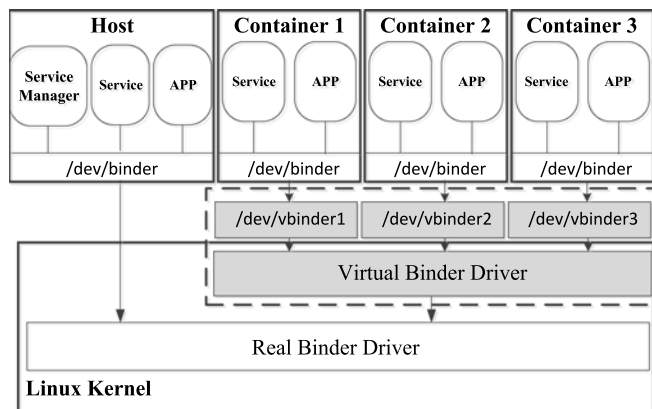 Host
Service Manager
Service
APP
/dev/binder
Container 1
Service
APP
/dev/binder
Container 2
Service
APP
/dev/binder
Container 3
Service
APP
/dev/binder
/dev/vbinder1
/dev/vbinder2
/dev/vbinder3
Virtual Binder Driver
Real Binder Driver
Linux Kernel